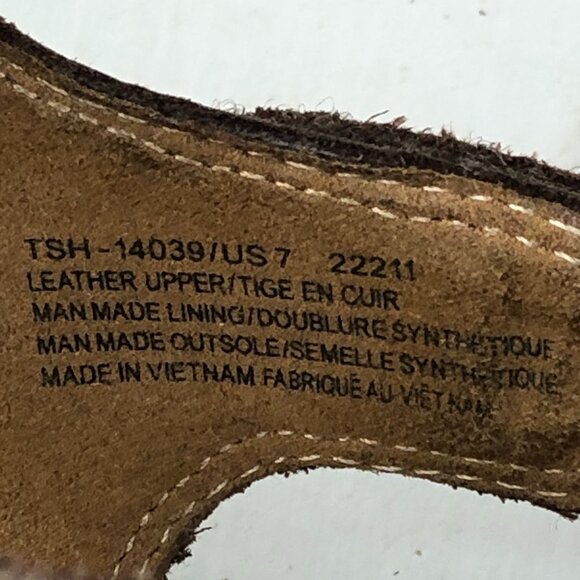 TSH-14039/US 7 22211
LEATHER UPPER/TIGE EN CUIR
MAN MADE LINING/DOUBLURE SYNTHETIQUE
MAN MADE OUTSOLE/SEMELLE SYNTHETIQUE
MADE IN VIETNAM FABRIQUE AU VIETNAM